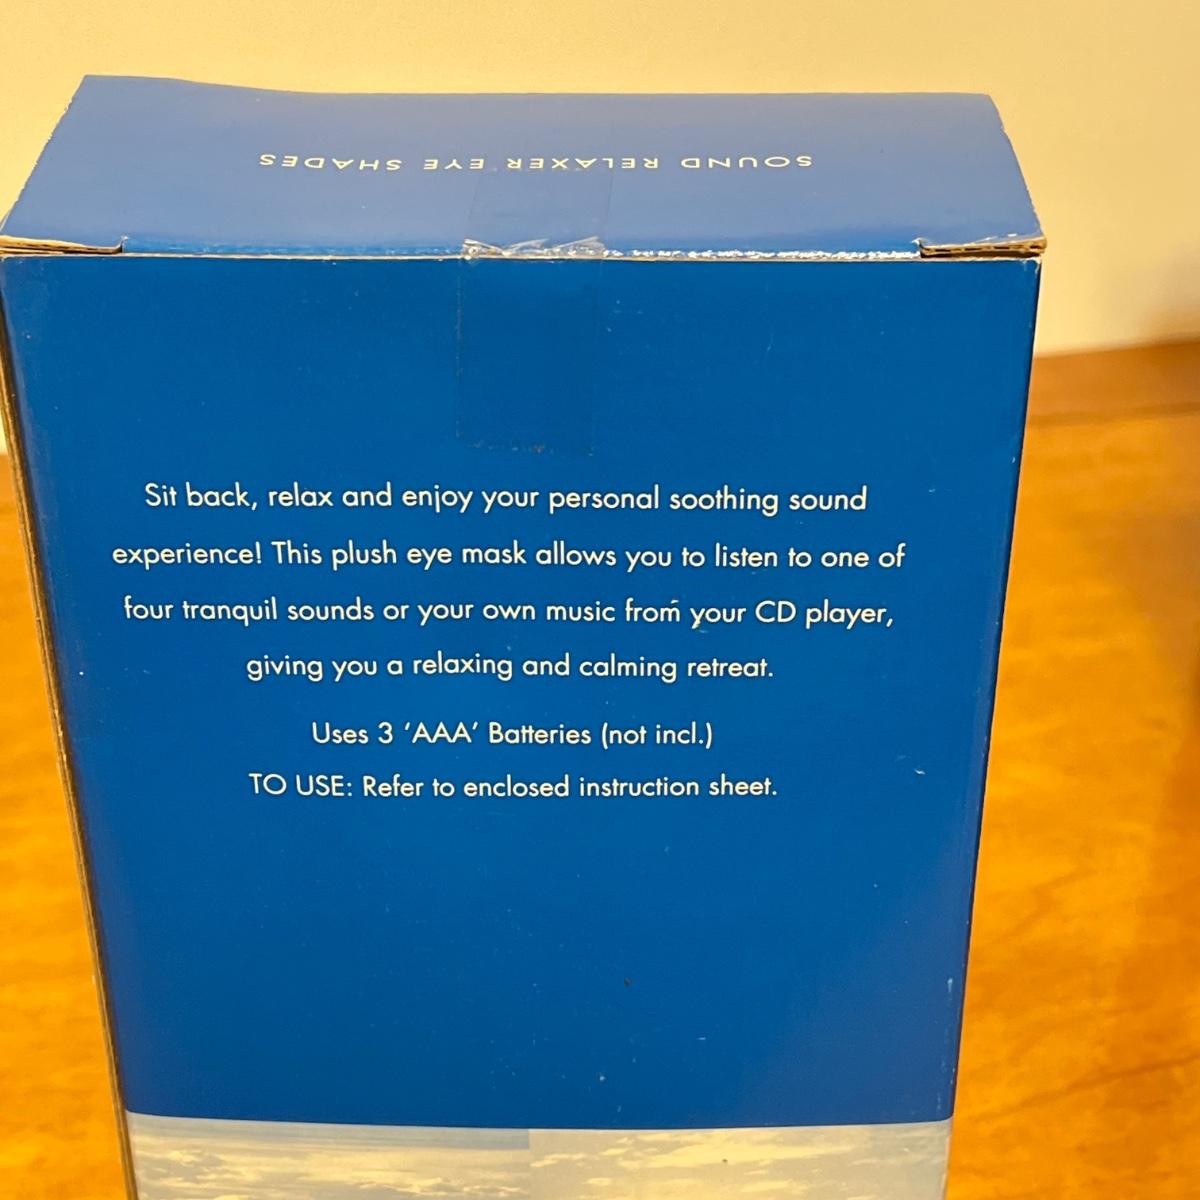 SOUND RELAXER EYE SHADES
Sit back, relax and enjoy your personal soothing sound
experience! This plush eye mask allows you to listen to one of
four tranquil sounds or your own music from your CD player,
giving you a relaxing and calming retreat.
Uses 3 'AAA' Batteries (not incl.)
TO USE: Refer to enclosed instruction sheet.